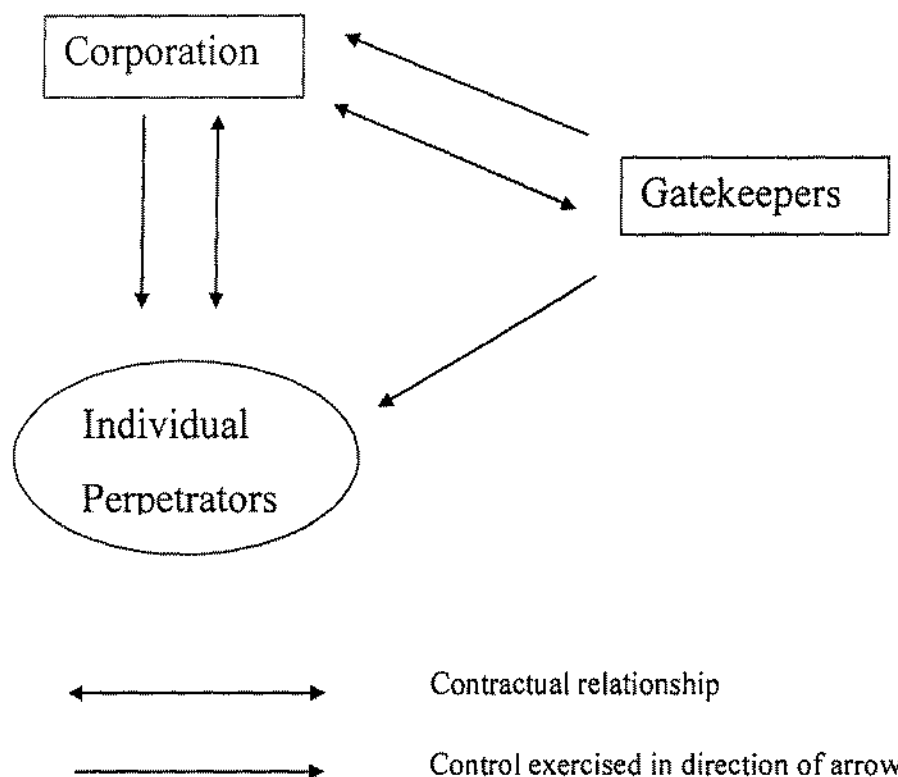 Corporation
Gatekeepers
Individual
Perpetrators
Contractual relationship
Control exercised in direction of arrow